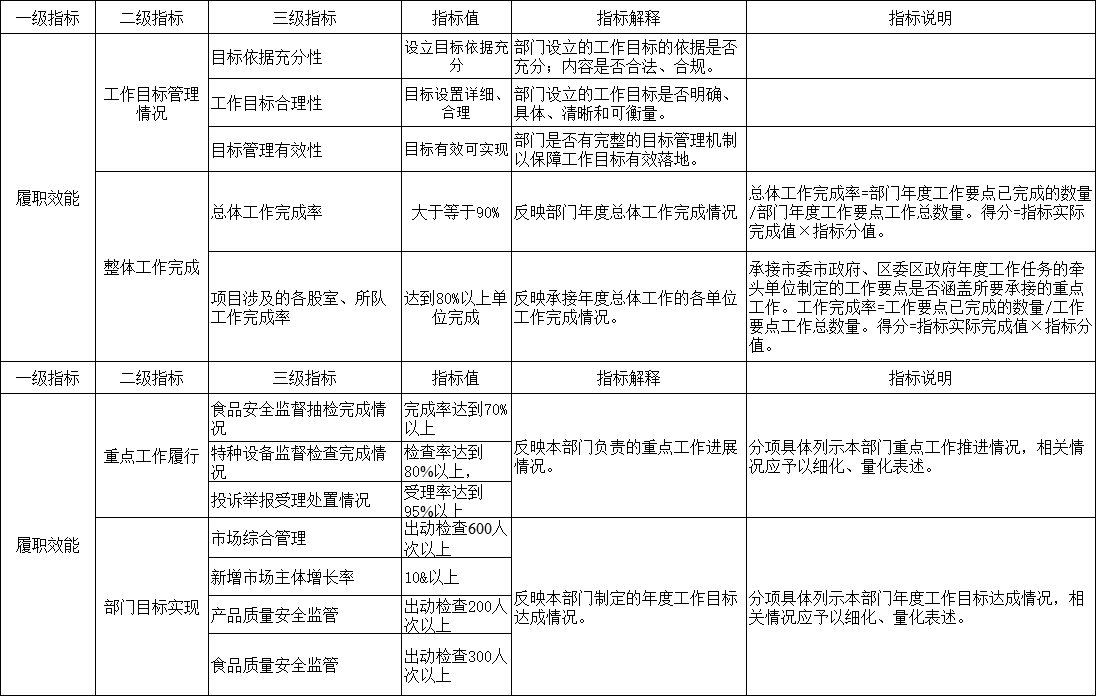 一级指标 二级指标 三级指标 指标值 指标解释 指标说明
履职效能
工作目标管理
情况
目标依据充分性
设立目标依据充
分
部门设立的工作目标的依据是否
充分；内容是否合法、合规。
工作目标合理性
目标设置详细、
合理
部门设立的工作目标是否明确、
具体、清晰和可衡量。
目标管理有效性
目标有效可实现
部门是否有完整的目标管理机制
以保障工作目标有效落地。
整体工作完成
总体工作完成率
大于等于90%
反映部门年度总体工作完成情况
总体工作完成率=部门年度工作要点已完成的数量
/部门年度工作要点工作总数量。得分=指标实际
完成值×指标分值。
项目涉及的各股室、所队
工作完成率
达到80%以上单
位完成
反映承接年度总体工作的各单位
工作完成情况。
承接市委市政府、区委区政府年度工作任务的牵
头单位制定的工作要点是否涵盖所要承接的重点
工作。工作完成率=工作要点已完成的数量/工作
要点工作总数量。得分=指标实际完成值×指标分
值。
一级指标 二级指标 三级指标 指标值 指标解释 指标说明
履职效能
重点工作履行
食品安全监督抽检完成情
况
完成率达到70%
以上
特种设备监督检查完成情
况
检查率达到
80%以上，
投诉举报受理处置情况
受理率达到
95%以上
反映本部门负责的重点工作进展
情况。
分项具体列示本部门重点工作推进情况，相关情
况应予以细化、量化表述。
部门目标实现
市场综合管理
出动检查600人
次以上
新增市场主体增长率
10&以上
产品质量安全监管
出动检查200人
次以上
食品质量安全监管
出动检查300人
次以上
反映本部门制定的年度工作目标
达成情况。
分项具体列示本部门年度工作目标达成情况，相
关情况应予以细化、量化表述。